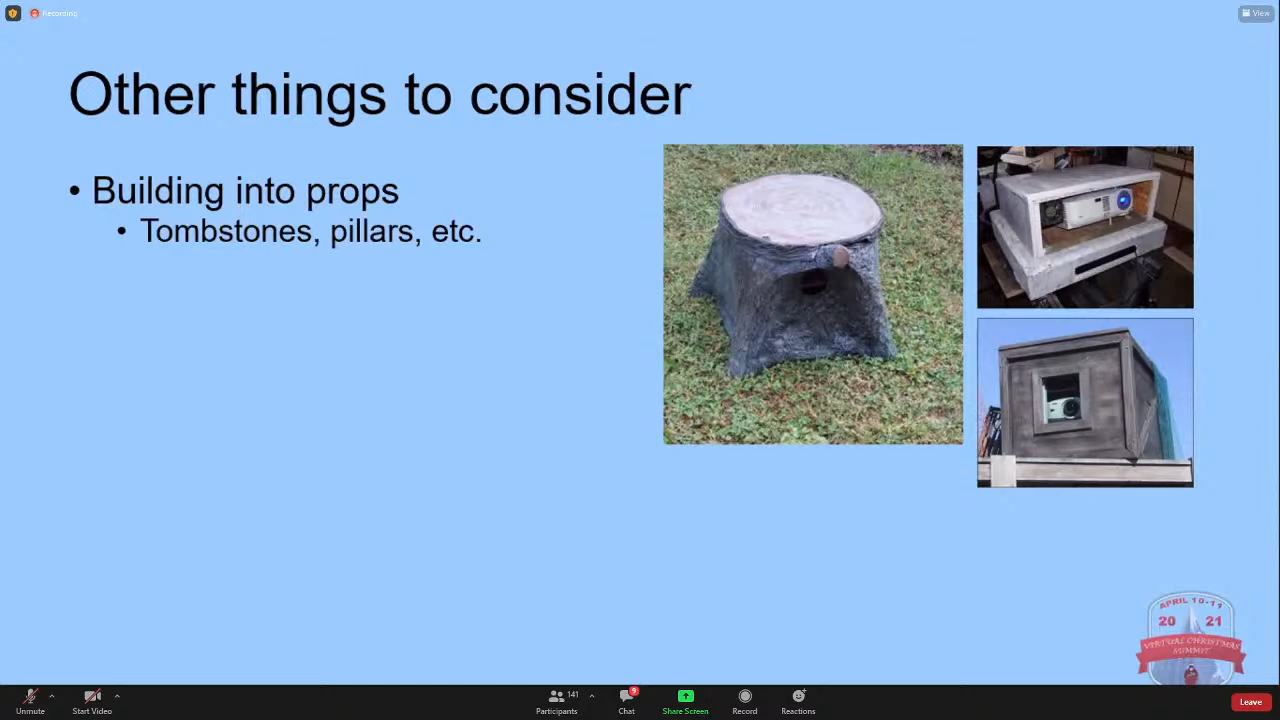 Recording
View
Other things to consider
• Building into props
• Tombstones, pillars, etc.
APRIL 10-11
20 21
VIRTUAL CHRISTMAS
SUMMIT
Unmute
Start Video
141
Participants
9
Chat
Share Screen
Record
Reactions
Leave